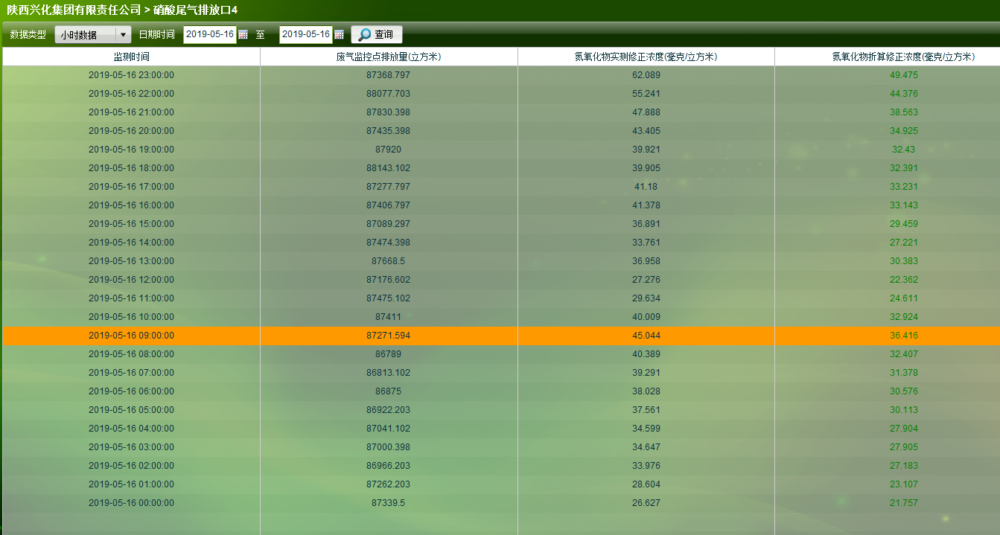 陕西兴化集团有限责任公司 > 硝酸尾气排放口4
数据类型 小时数据 日期时间 2019-05-16 至 2019-05-16 查询
监测时间 废气监控点排放量(立方米) 氮氧化物实测修正浓度(毫克/立方米) 氮氧化物折算修正浓度(毫克/立方米)
2019-05-16 23:00:00 87368.797 62.089 49.475
2019-05-16 22:00:00 88077.703 55.241 44.376
2019-05-16 21:00:00 87830.398 47.888 38.563
2019-05-16 20:00:00 87435.398 43.405 34.925
2019-05-16 19:00:00 87920 39.921 32.43
2019-05-16 18:00:00 88143.102 39.905 32.391
2019-05-16 17:00:00 87277.797 41.18 33.231
2019-05-16 16:00:00 87406.797 41.378 33.143
2019-05-16 15:00:00 87089.297 36.891 29.459
2019-05-16 14:00:00 87474.398 33.761 27.221
2019-05-16 13:00:00 87668.5 36.958 30.383
2019-05-16 12:00:00 87176.602 27.276 22.362
2019-05-16 11:00:00 87475.102 29.634 24.611
2019-05-16 10:00:00 87411 40.009 32.924
2019-05-16 09:00:00 87271.594 45.044 36.416
2019-05-16 08:00:00 86789 40.389 32.407
2019-05-16 07:00:00 86813.102 39.291 31.378
2019-05-16 06:00:00 86875 38.028 30.576
2019-05-16 05:00:00 86922.203 37.561 30.113
2019-05-16 04:00:00 87041.102 34.599 27.904
2019-05-16 03:00:00 87000.398 34.647 27.905
2019-05-16 02:00:00 86966.203 33.976 27.183
2019-05-16 01:00:00 87262.203 28.604 23.107
2019-05-16 00:00:00 87339.5 26.627 21.757